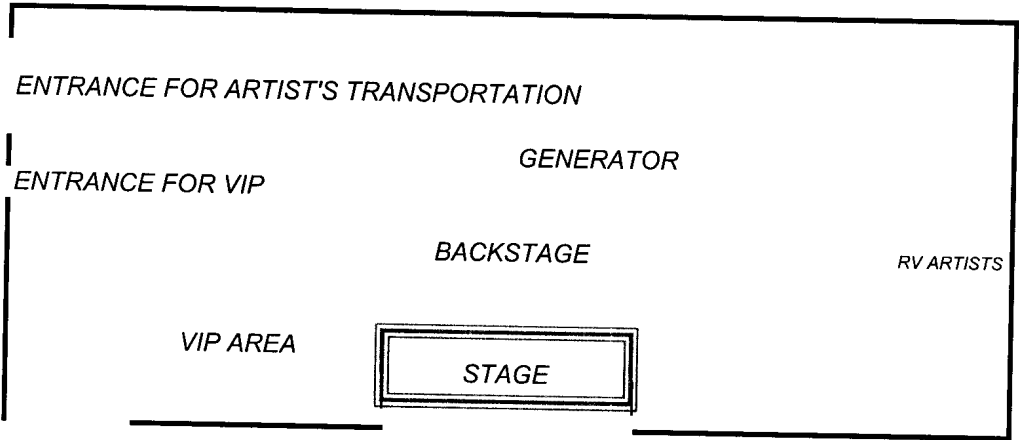 ENTRANCE FOR ARTIST'S TRANSPORTATION
GENERATOR
ENTRANCE FOR VIP
BACKSTAGE
RV ARTISTS
VIP AREA
STAGE